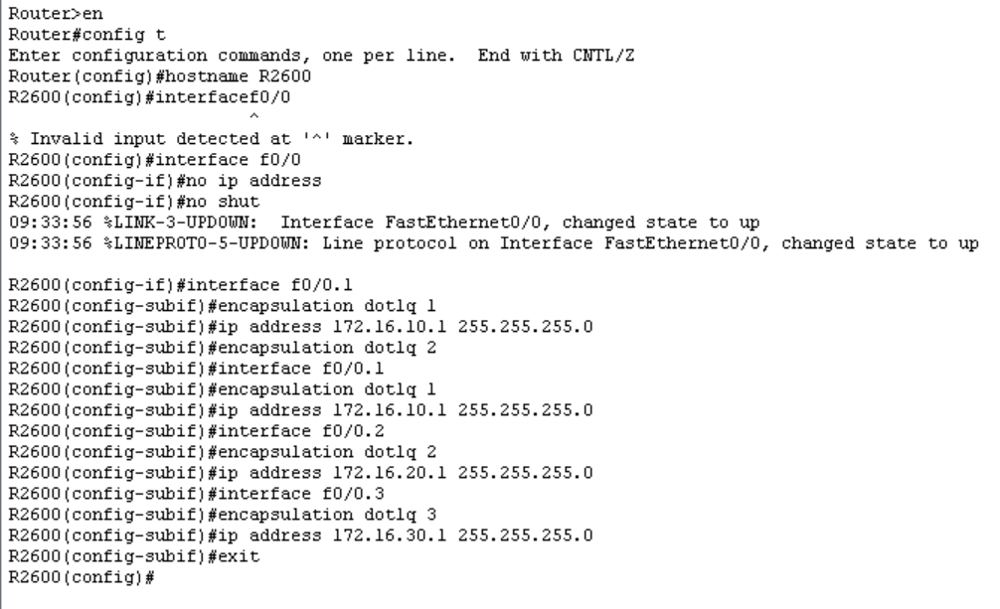 Router>en
Router#config t
Enter configuration commands, one per line.  End with CNTL/Z
Router(config)#hostname R2600
R2600(config)#interfacef0/0
^
% Invalid input detected at '^' marker.
R2600(config)#interface f0/0
R2600(config-if)#no ip address
R2600(config-if)#no shut
09:33:56 %LINK-3-UPDOWN:  Interface FastEthernet0/0, changed state to up
09:33:56 %LINEPROTO-5-UPDOWN: Line protocol on Interface FastEthernet0/0, changed state to up
R2600(config-if)#interface f0/0.1
R2600(config-subif)#encapsulation dot1q 1
R2600(config-subif)#ip address 172.16.10.1 255.255.255.0
R2600(config-subif)#encapsulation dot1q 2
R2600(config-subif)#interface f0/0.1
R2600(config-subif)#encapsulation dot1q 1
R2600(config-subif)#ip address 172.16.10.1 255.255.255.0
R2600(config-subif)#interface f0/0.2
R2600(config-subif)#encapsulation dot1q 2
R2600(config-subif)#ip address 172.16.20.1 255.255.255.0
R2600(config-subif)#interface f0/0.3
R2600(config-subif)#encapsulation dot1q 3
R2600(config-subif)#ip address 172.16.30.1 255.255.255.0
R2600(config-subif)#exit
R2600(config)#